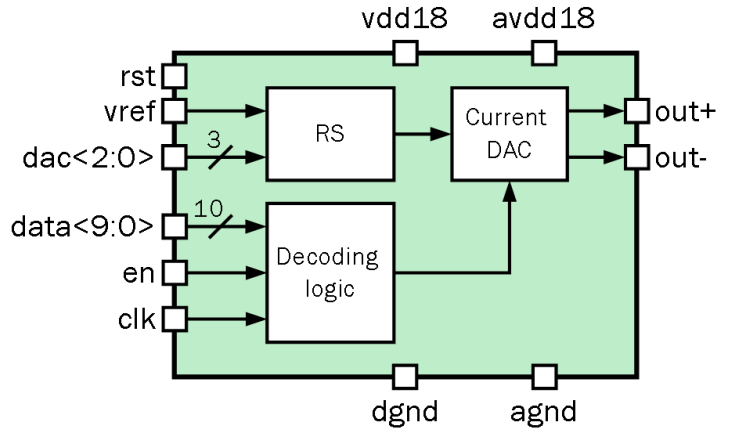 vdd18 avdd18
rst
vref
dac<2:0>
3
RS
Current
DAC
out+
out-
data<9:0>
10
en
clk
Decoding
logic
dgnd agnd